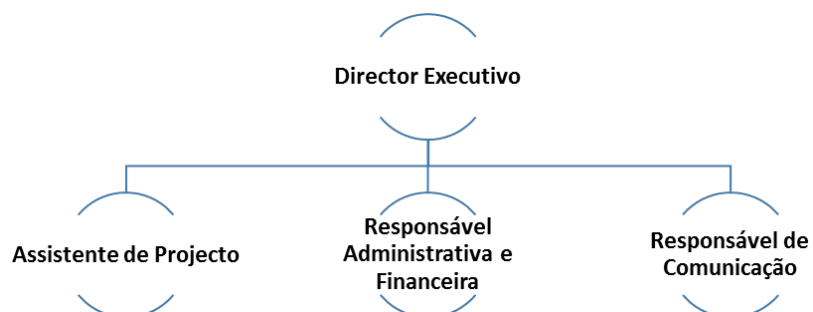 Director Executivo
Assistente de Projecto
Responsável
Administrativa e
Financeira
Responsável de
Comunicação